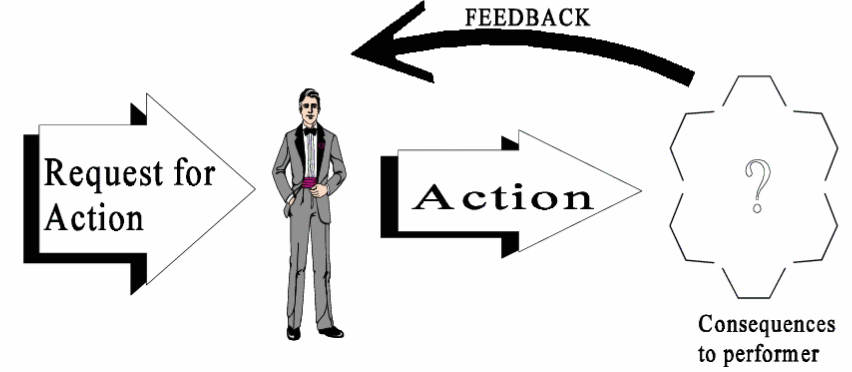 FEEDBACK
Request for
Action
Action
?
Consequences
to performer